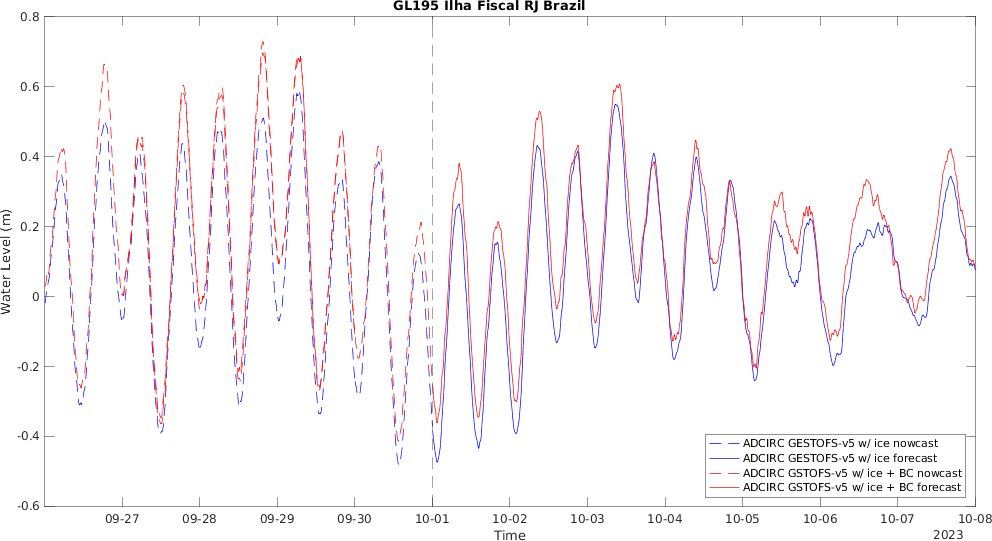 GL195 Ilha Fiscal RJ Brazil
0.8
0.6
0.4
0.2
0
-0.2
-0.4
-0.6
Water Level (m)
09-27 09-28 09-29 09-30 10-01 10-02 10-03 10-04 10-05 10-06 10-07 10-08
Time
2023
ADCIRC GESTOFS-v5 w/ ice nowcast
ADCIRC GESTOFS-v5 w/ ice forecast
ADCIRC GSTOFS-v5 w/ ice + BC nowcast
ADCIRC GSTOFS-v5 w/ ice + BC forecast